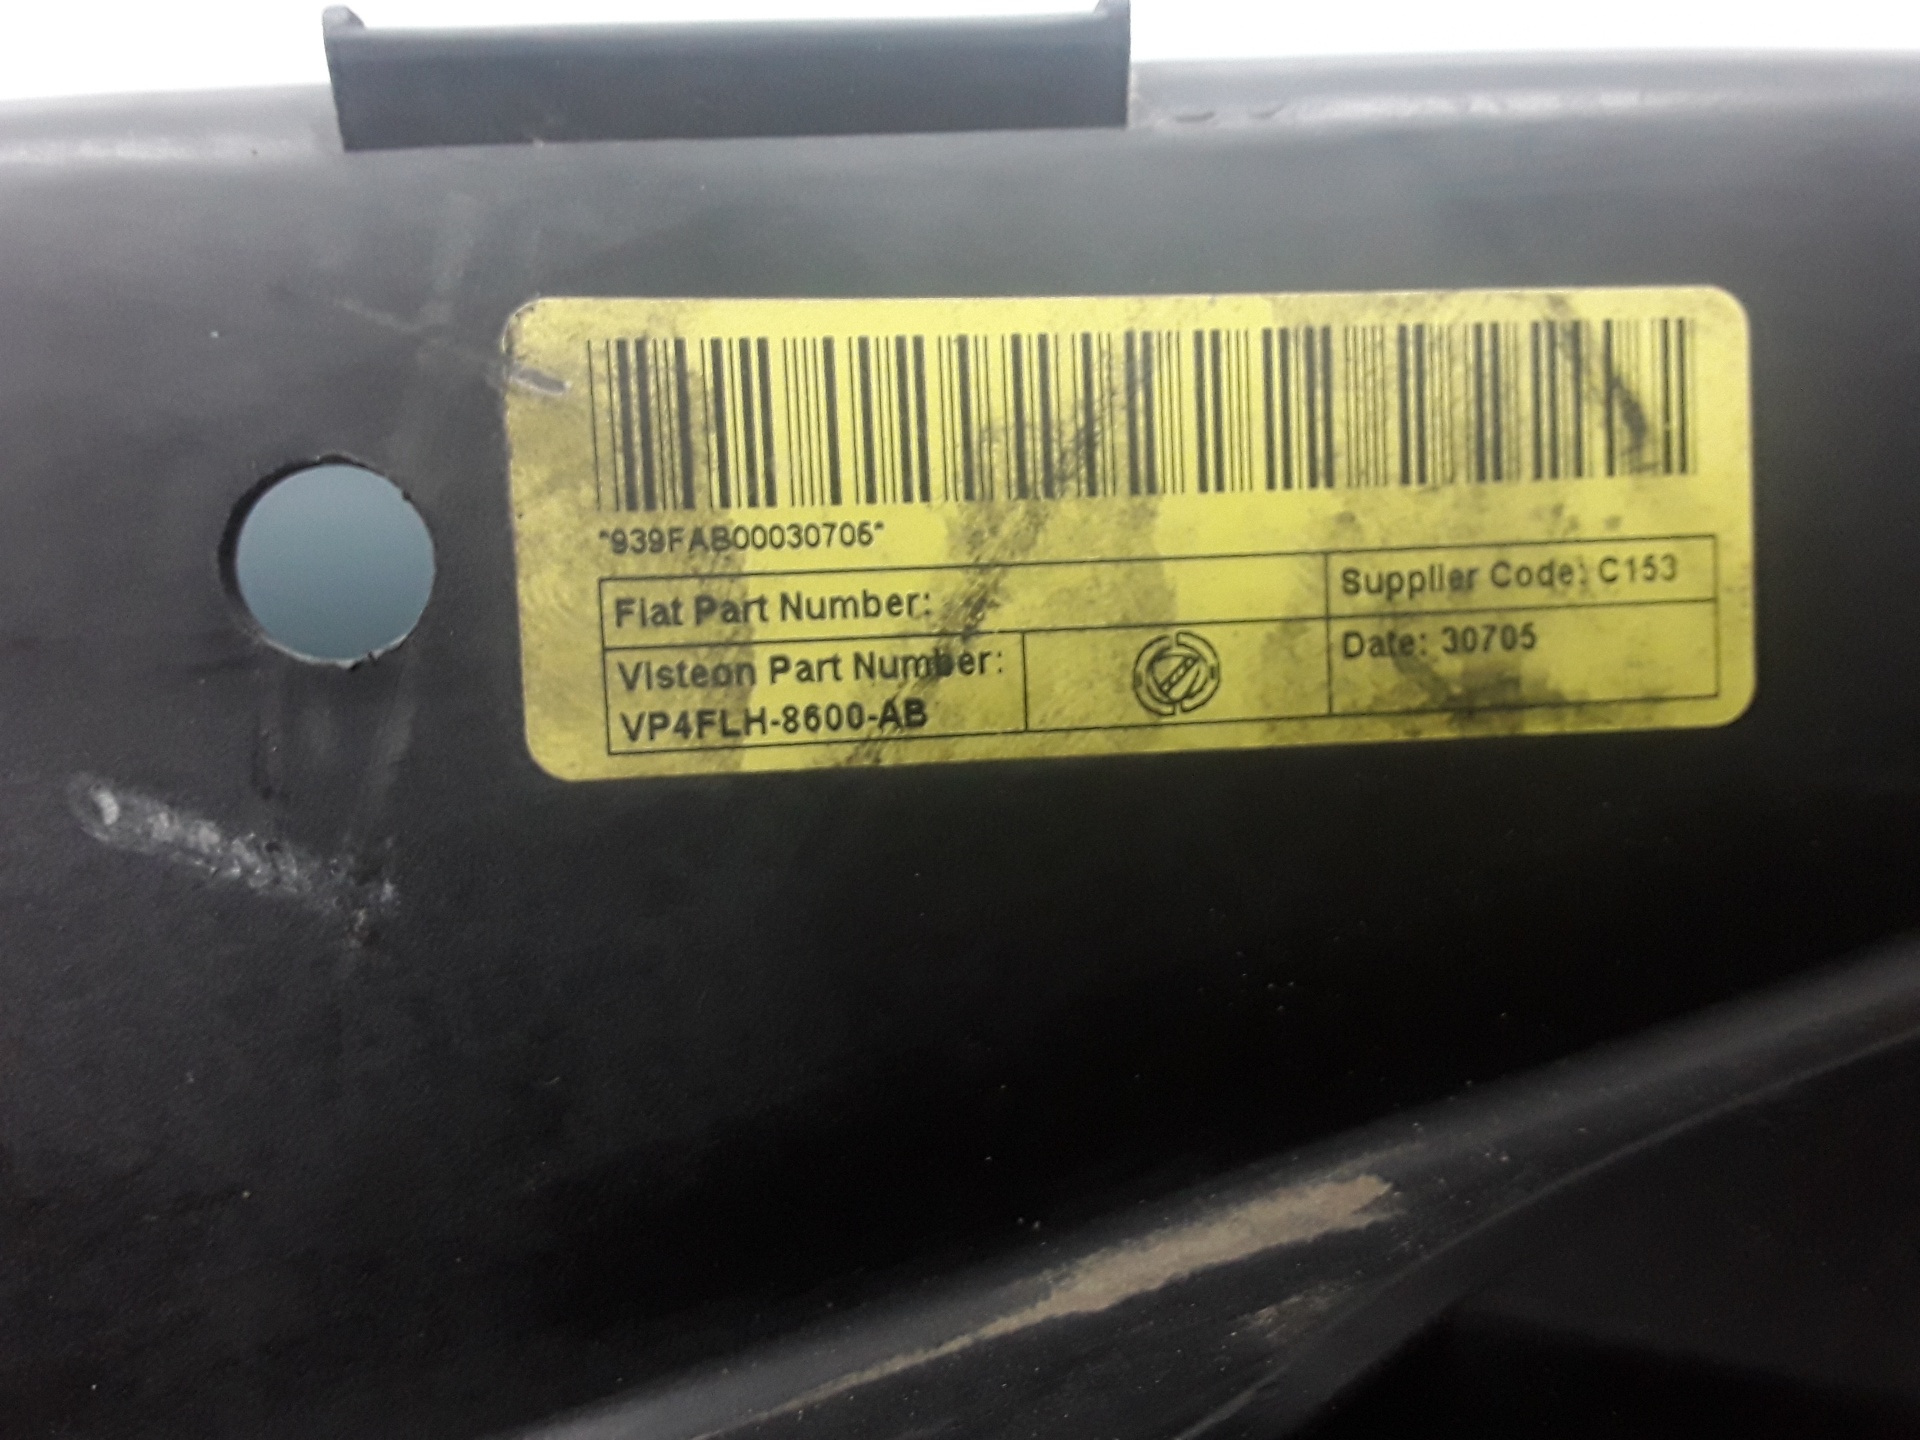 *939FAB00030705*
Fiat Part Number:
Supplier Code: C153
Visteon Part Number:
VP4FLH-8600-AB
Date: 30705